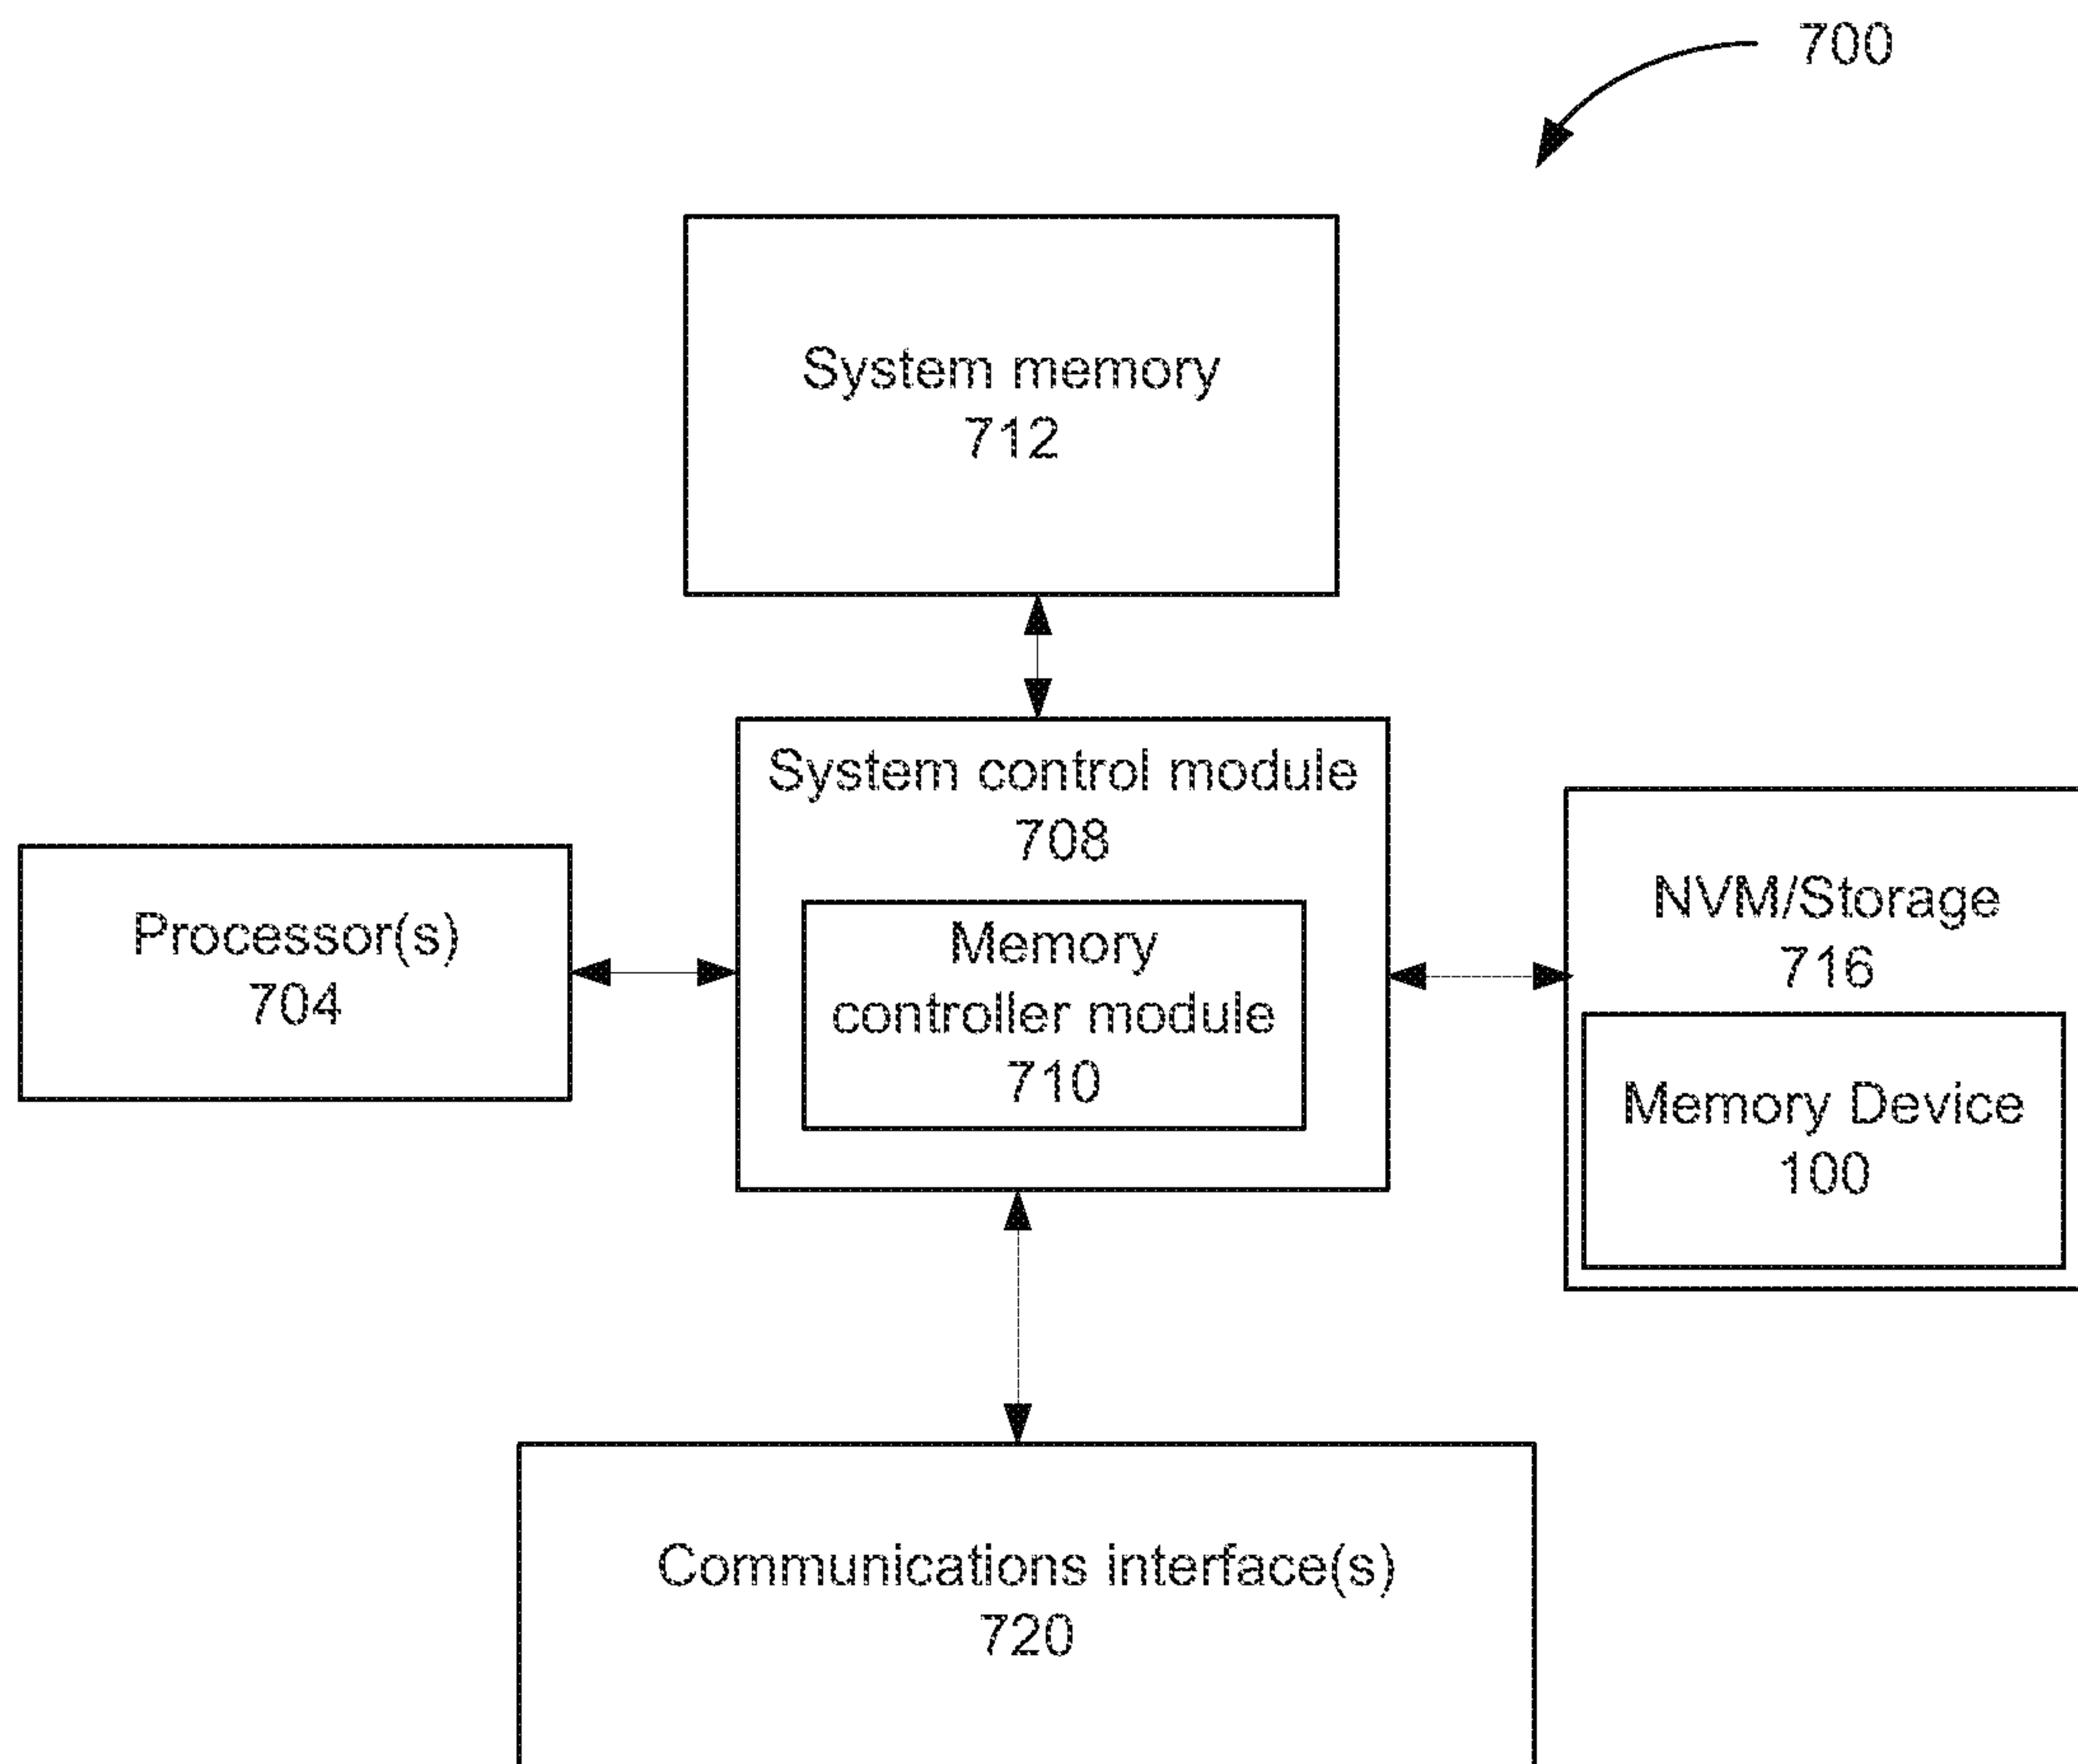 700
System memory
712
System control module
708
Memory
controller module
710
Processor(s)
704
NVM/Storage
716
Memory Device
100
Communications interface(s)
720